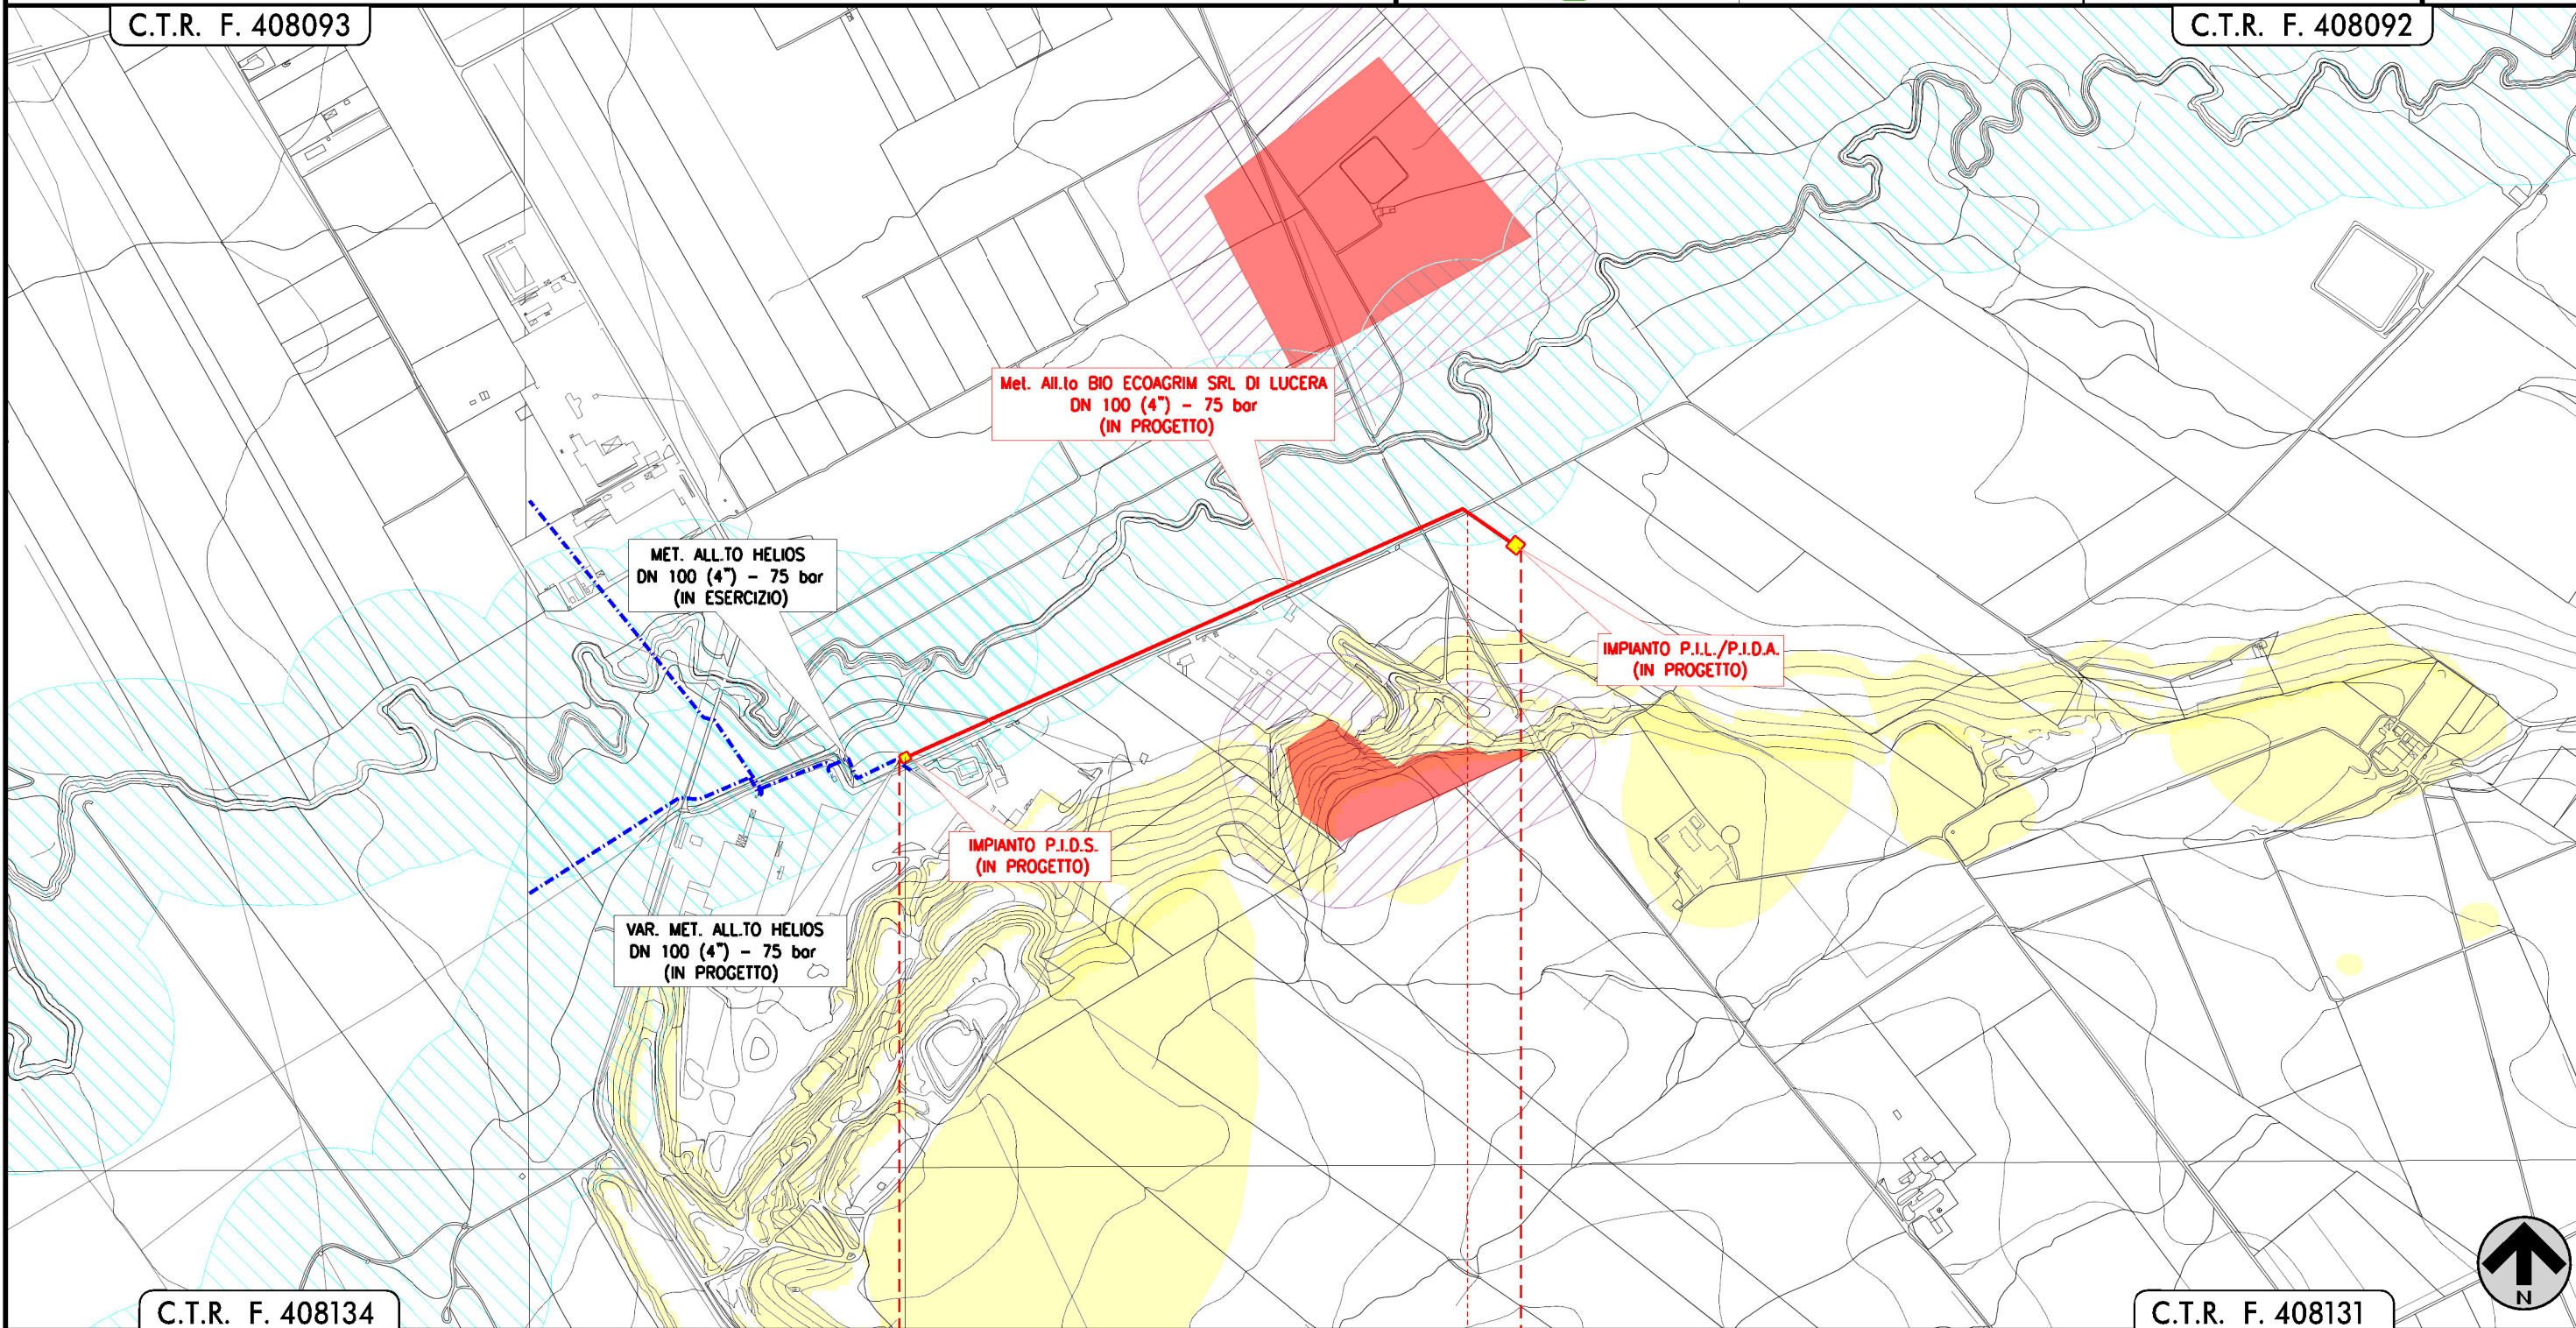 C.T.R. F. 408093
C.T.R. F. 408092
Met. All.to BIO ECOAGRIM SRL DI LUCERA
DN 100 (4") - 75 bar
(IN PROGETTO)
MET. ALL.TO HELIOS
DN 100 (4") - 75 bar
(IN ESERCIZIO)
IMPIANTO P.I.L./P.I.D.A.
(IN PROGETTO)
IMPIANTO P.I.D.S.
(IN PROGETTO)
VAR. MET. ALL.TO HELIOS
DN 100 (4") - 75 bar
(IN PROGETTO)
C.T.R. F. 408134
C.T.R. F. 408131
N